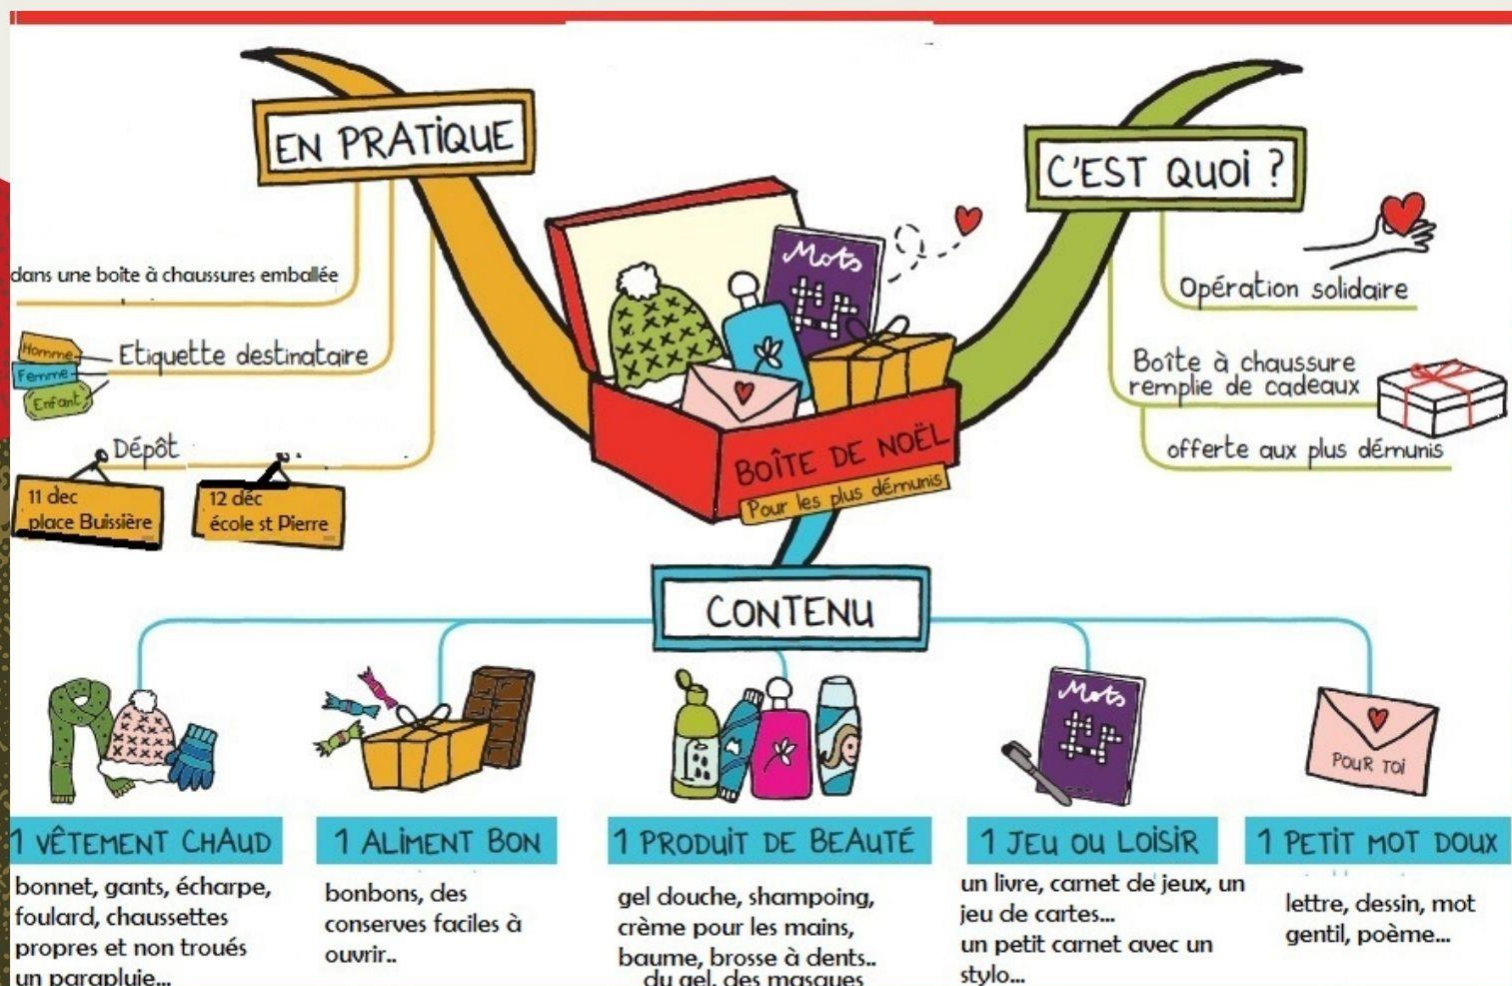 EN PRATIQUE
dans une boîte à chaussures emballée
Homme
Femme
Enfant
Etiquette destinataire
Dépôt
11 dec
place Buissière
12 déc
école st Pierre
C'EST QUOI ?
Opération solidaire
Boîte à chaussure
remplie de cadeaux
offerte aux plus démunis
Mots
BOÎTE DE NOËL
Pour les plus démunis
CONTENU
Mots
POUR TOI
1 VÊTEMENT CHAUD
bonnet, gants, écharpe,
foulard, chaussettes
propres et non troués
un parapluie...
1 ALIMENT BON
bonbons, des
conserves faciles à
ouvrir..
1 PRODUIT DE BEAUTÉ
gel douche, shampoing,
crème pour les mains,
baume, brosse à dents..
du gel, des masques
1 JEU OU LOISIR
un livre, carnet de jeux, un
jeu de cartes...
un petit carnet avec un
stylo...
1 PETIT MOT DOUX
lettre, dessin, mot
gentil, poème...